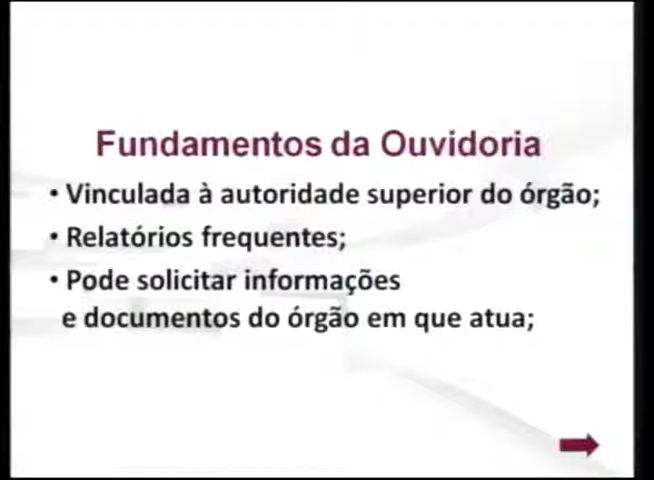 Fundamentos da Ouvidoria
• Vinculada à autoridade superior do órgão;
• Relatórios frequentes;
• Pode solicitar informações
e documentos do órgão em que atua;